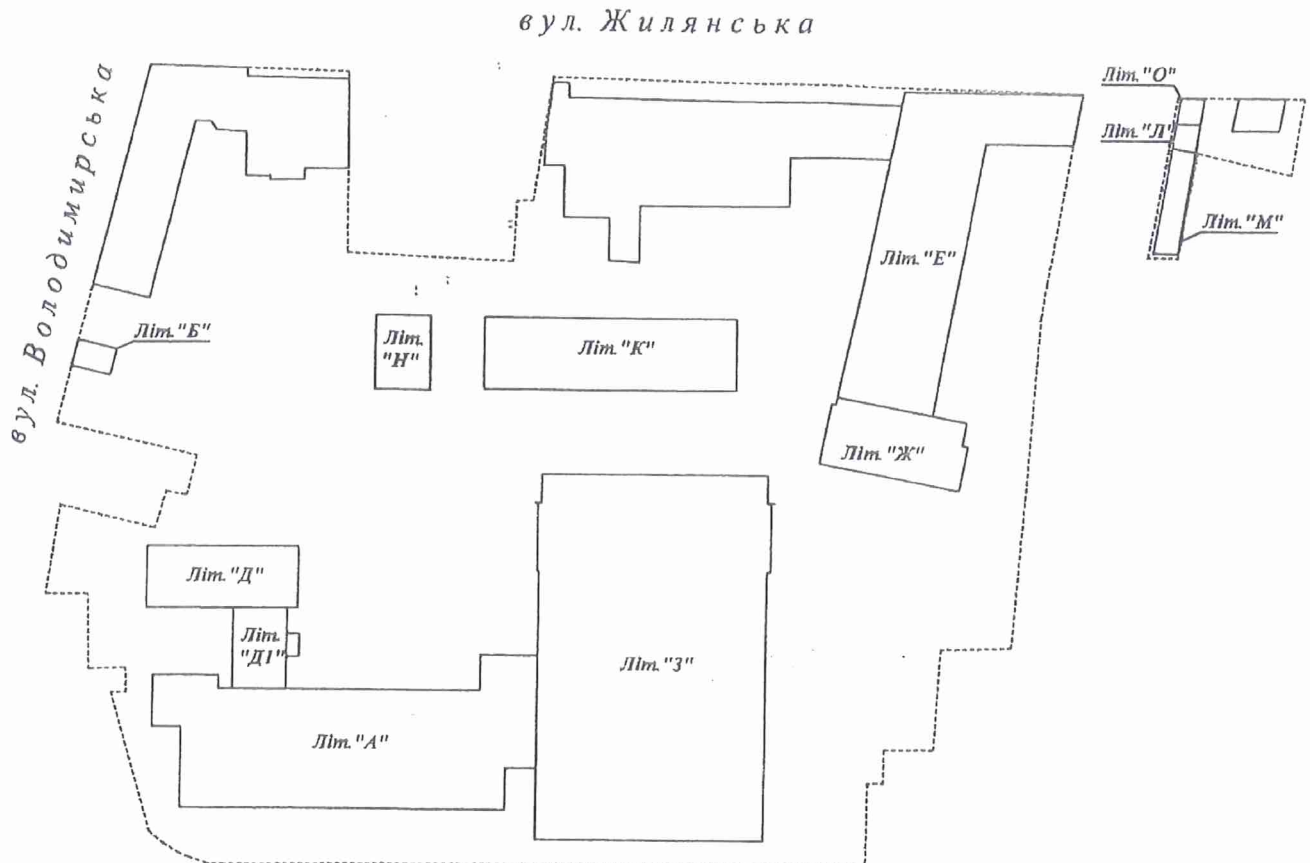 вул. Жилянська
вул. Володимирська
Літ. "О"
Літ. "Л"
Літ. "М"
Літ. "Е"
Літ. "Б"
Літ.
"Н"
Літ. "К"
Літ. "Ж"
Літ. "Д"
Літ.
"Д1"
Літ. "З"
Літ. "А"